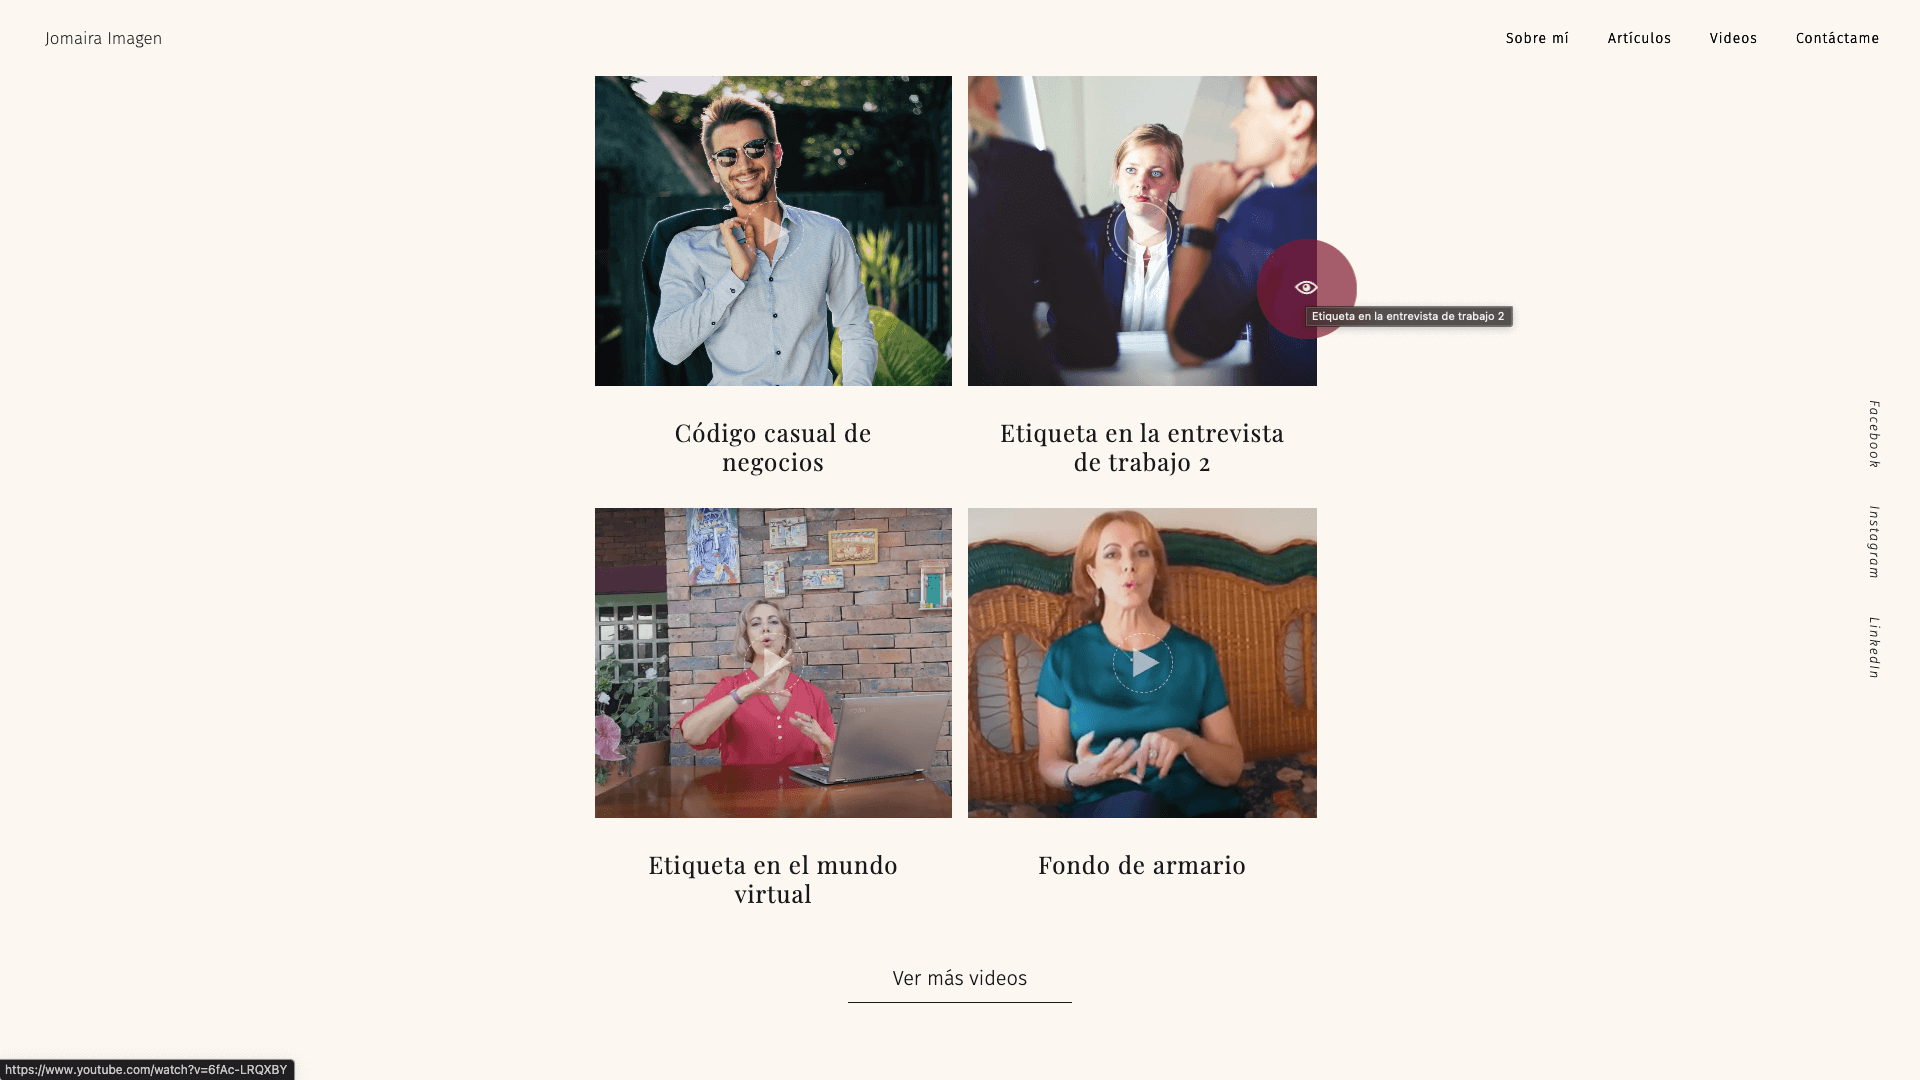 Jomaira Imagen
Sobre mí
Artículos
Videos
Contáctame
Etiqueta en la entrevista de trabajo 2
Código casual de
negocios
Etiqueta en la entrevista
de trabajo 2
Facebook
Instagram
LinkedIn
Etiqueta en el mundo
virtual
Fondo de armario
Ver más videos
https://www.youtube.com/watch?v=6fAc-LRQXBY